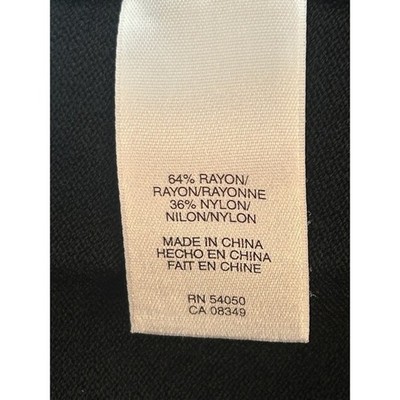 64% RAYON/
RAYON/RAYONNE
36% NYLON/
NILON/NYLON
MADE IN CHINA
HECHO EN CHINA
FAIT EN CHINE
RN 54050
CA 08349